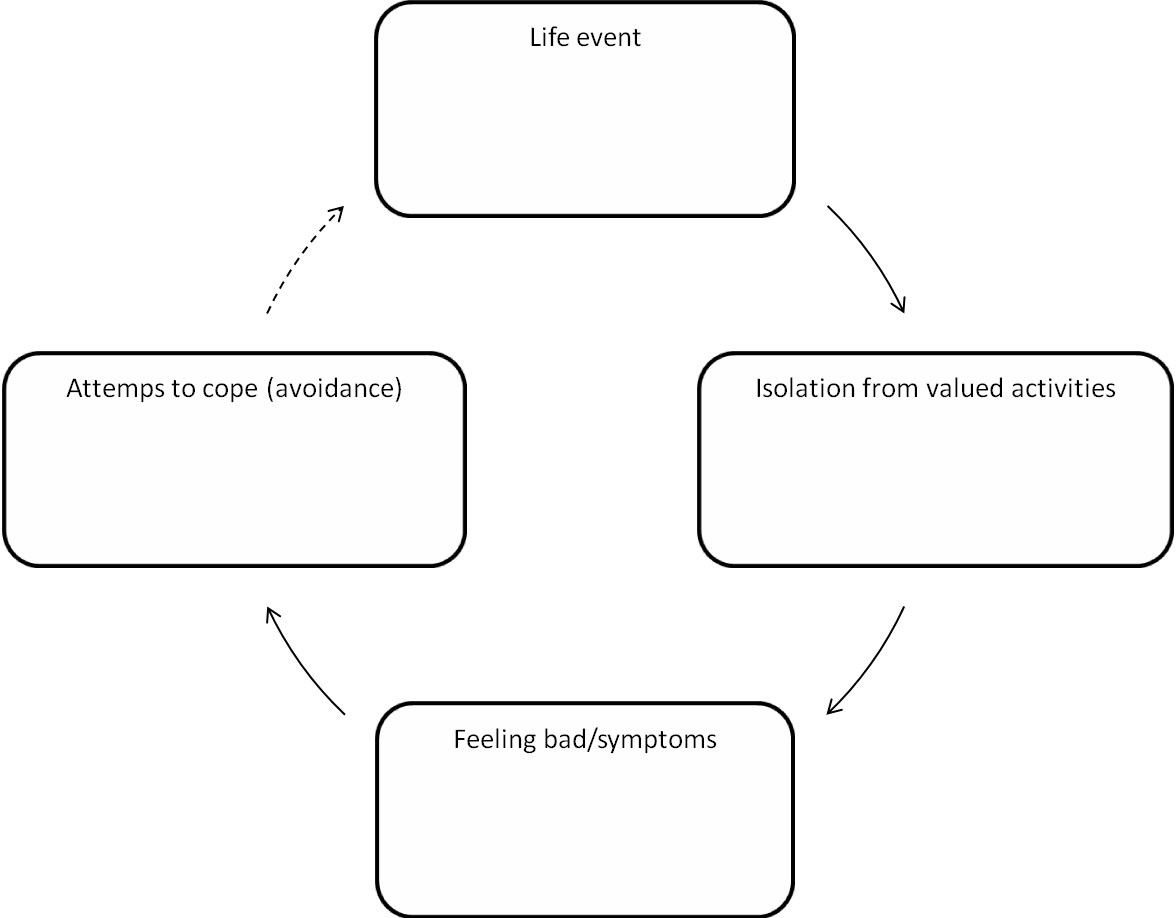 Life event
Attemps to cope (avoidance)
Isolation from valued activities
Feeling bad/symptoms